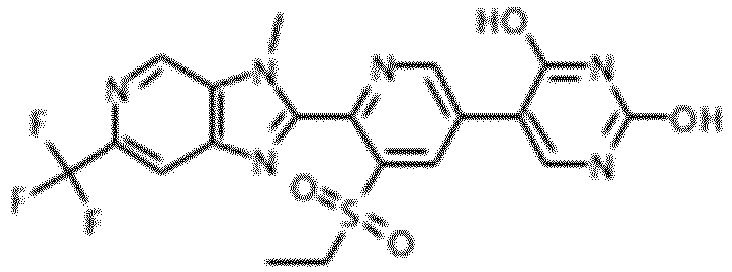 HO
N N N
N OH
F N N
F F O S O